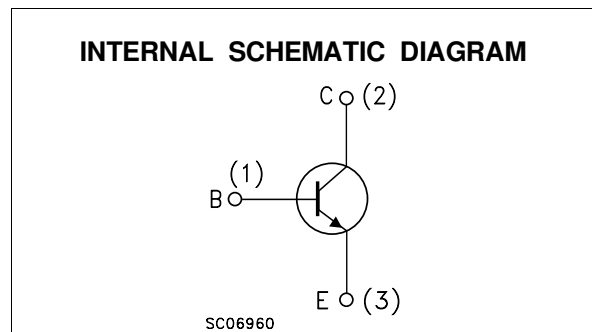 INTERNAL SCHEMATIC DIAGRAM
C (2)
(1)
B
E (3)
SC06960